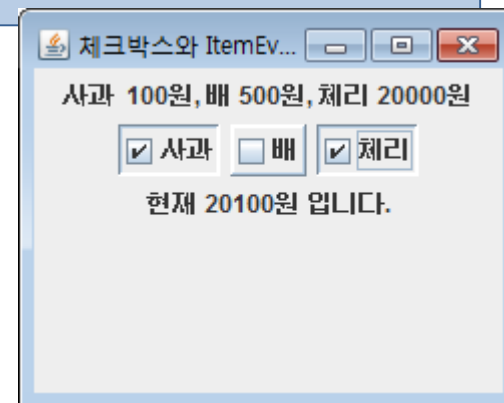 체크박스와 ItemEv...
사과 100원, 배 500원, 체리 20000원
사과 배 체리
현재 20100원 입니다.